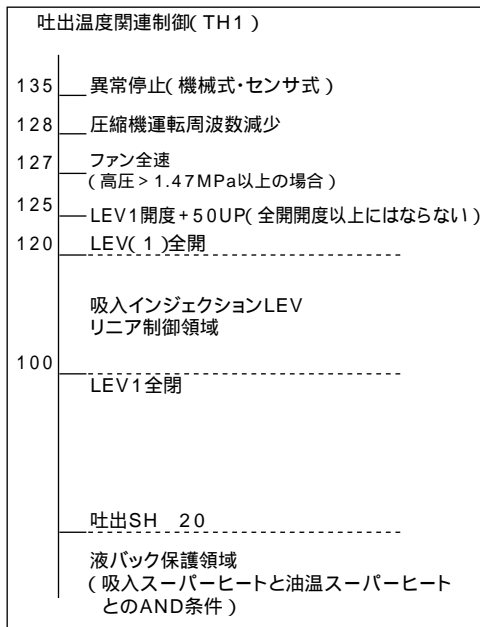 吐出温度関連制御(TH1)
135 異常停止(機械式・センサ式)
128 圧縮機運転周波数減少
127 ファン全速
(高圧>1.47MPa以上の場合)
125 LEV1開度+50UP(全開開度以上にはならない)
120 LEV(1)全開
吸入インジェクションLEV
リニア制御領域
100
LEV1全閉
吐出SH 20
液バック保護領域
(吸入スーパーヒートと油温スーパーヒート
とのAND条件)